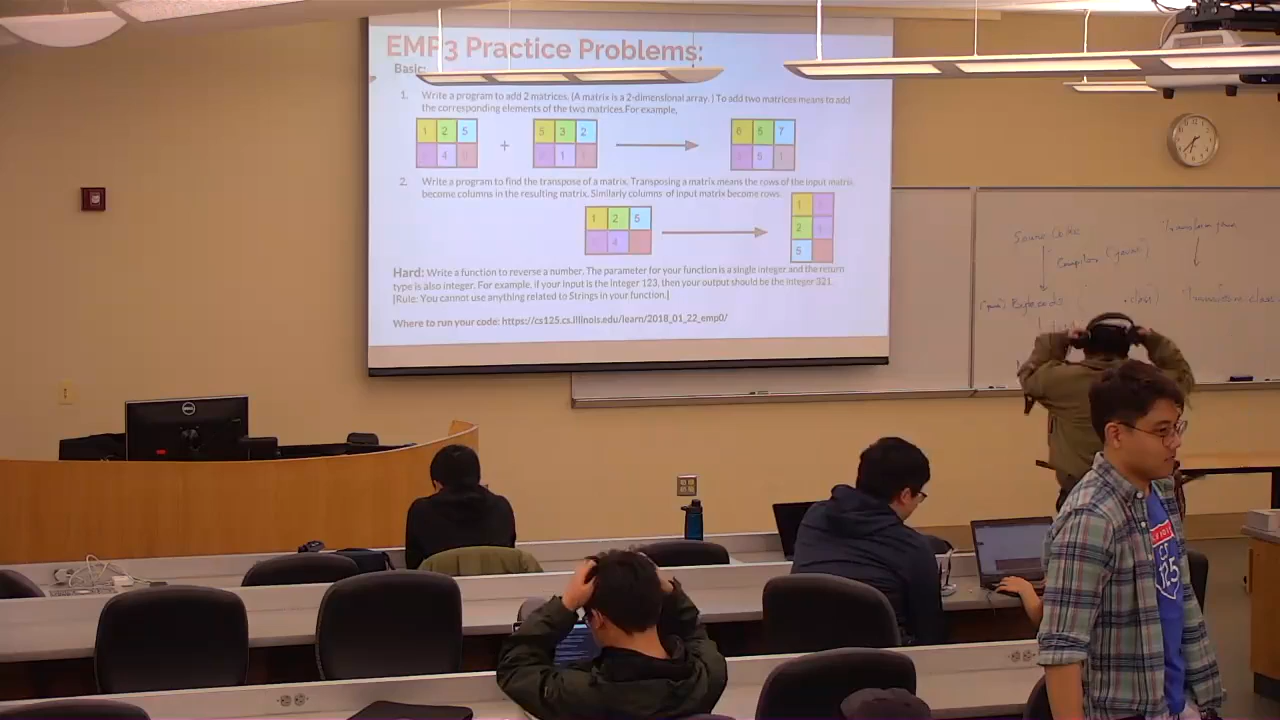 EMP3 Practice Problems:
Basic:
1. Write a program to add 2 matrices. (A matrix is a 2-dimensional array. ) To add two matrices means to add
the corresponding elements of the two matrices.For example,
1 2 5 + 5 3 2 6 5 7
4 1 5 1
2. Write a program to find the transpose of a matrix. Transposing a matrix means the rows of the input matrix
become columns in the resulting matrix. Similarly columns of input matrix become rows.
1 2 5
4
1
2
5
Hard: Write a function to reverse a number. The parameter for your function is a single integer and the return
type is also integer. For example, if your input is the integer 123, then your output should be the integer 321.
[Rule: You cannot use anything related to Strings in your function.]
Where to run your code: https://cs125.cs.illinois.edu/learn/2018_01_22_emp0/
Source Code
Compiler
.class)
DELL
CS
125